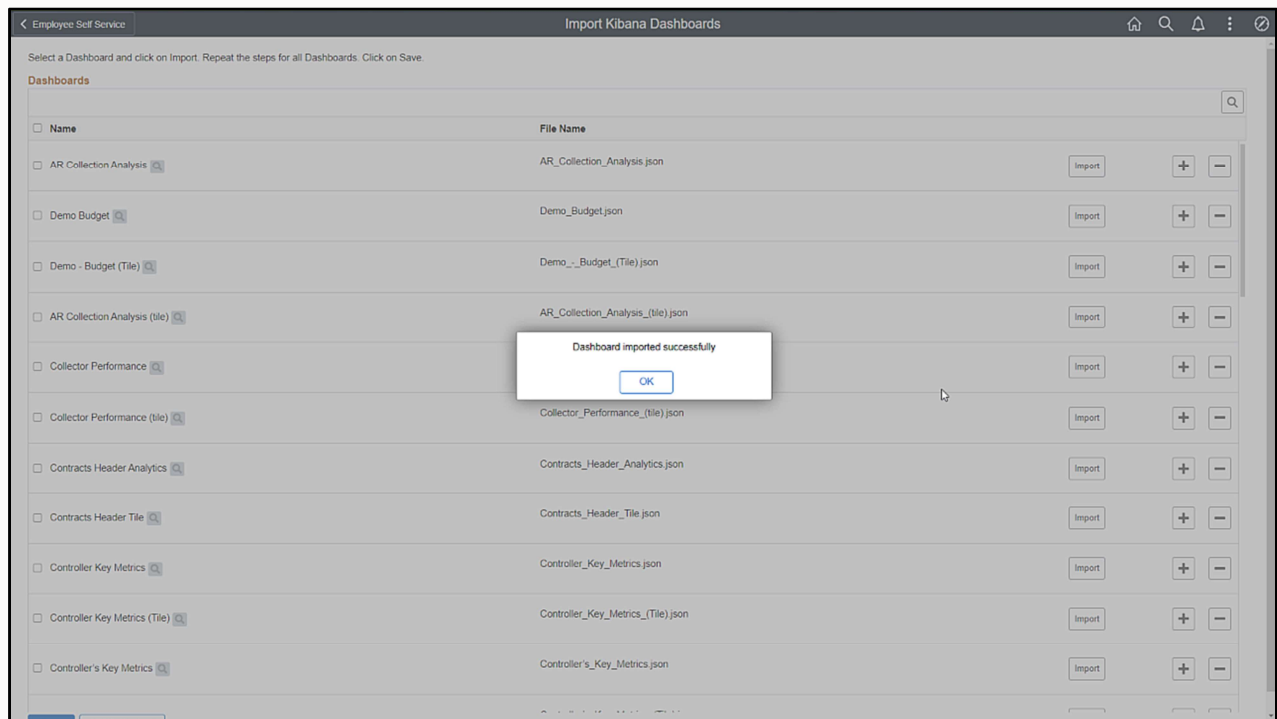 Employee Self Service
Import Kibana Dashboards
Select a Dashboard and click on Import. Repeat the steps for all Dashboards. Click on Save.
Dashboards
Name File Name
AR Collection Analysis AR_Collection_Analysis.json Import
Demo Budget Demo_Budget.json Import
Demo - Budget (Tile) Demo_-_Budget_(Tile).json Import
AR Collection Analysis (tile) AR_Collection_Analysis_(tile).json Import
Dashboard imported successfully
OK
Collector Performance Import
Collector Performance (tile) Collector_Performance_(tile).json Import
Contracts Header Analytics Contracts_Header_Analytics.json Import
Contracts Header Tile Contracts_Header_Tile.json Import
Controller Key Metrics Controller_Key_Metrics.json Import
Controller Key Metrics (Tile) Controller_Key_Metrics_(Tile).json Import
Controller's Key Metrics Controller's_Key_Metrics.json Import